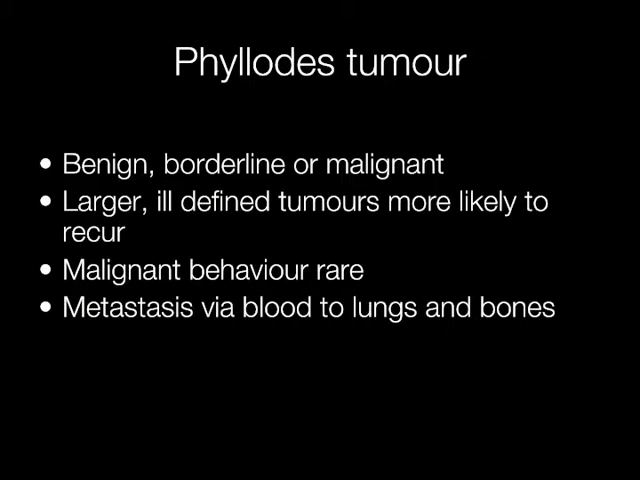 Phyllodes tumour
• Benign, borderline or malignant
• Larger, ill defined tumours more likely to
recur
• Malignant behaviour rare
• Metastasis via blood to lungs and bones